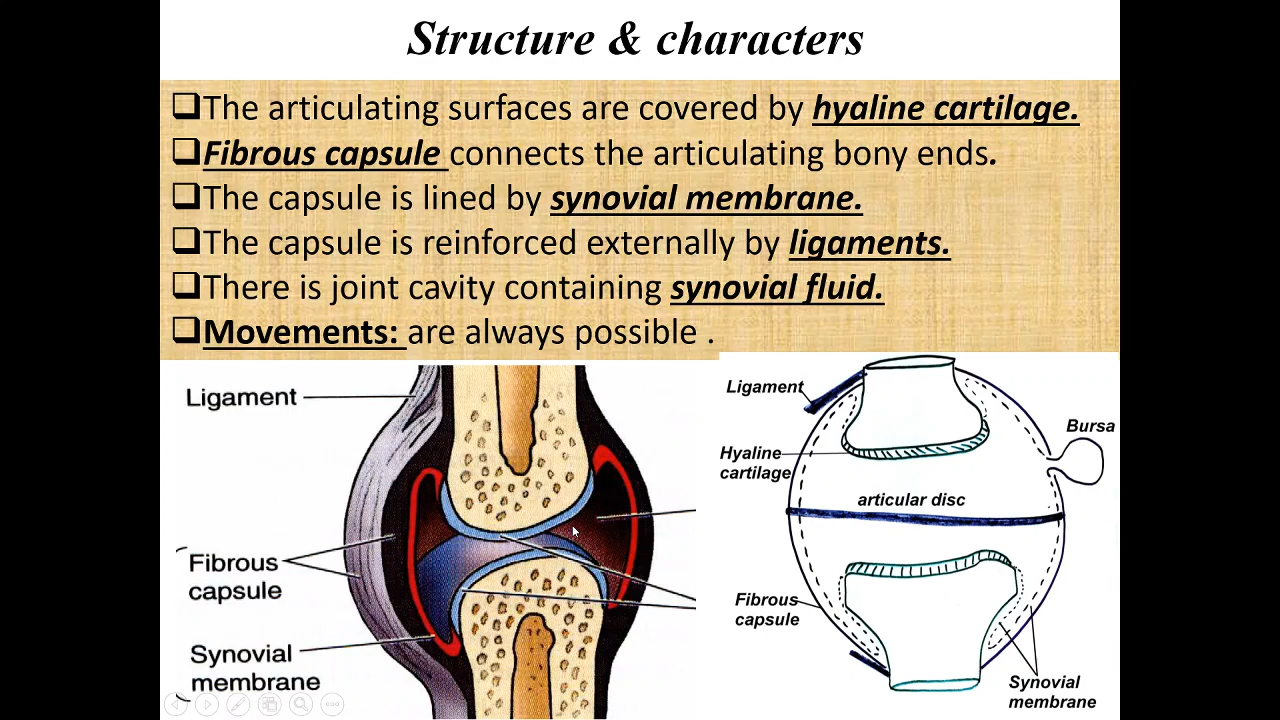 Structure & characters
❑The articulating surfaces are covered by hyaline cartilage.
❑Fibrous capsule connects the articulating bony ends.
❑The capsule is lined by synovial membrane.
❑The capsule is reinforced externally by ligaments.
❑There is joint cavity containing synovial fluid.
❑Movements: are always possible .
Ligament
Fibrous
capsule
Synovial
membrane
Ligament
Hyaline
cartilage
articular disc
Bursa
Fibrous
capsule
Synovial
membrane